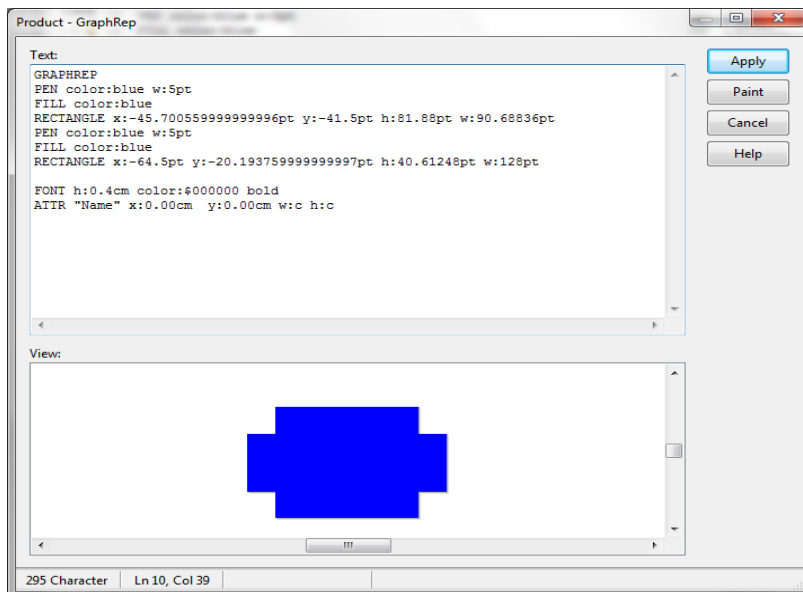 Product - GraphRep
Text:
GRAPHREP
PEN color:blue w:5pt
FILL color:blue
RECTANGLE x:-45.700559999999996pt y:-41.5pt h:81.88pt w:90.68836pt
PEN color:blue w:5pt
FILL color:blue
RECTANGLE x:-64.5pt y:-20.193759999999997pt h:40.61248pt w:128pt
FONT h:0.4cm color:$000000 bold
ATTR "Name" x:0.00cm  y:0.00cm w:c h:c
Apply
Paint
Cancel
Help
View:
295 Character
Ln 10, Col 39